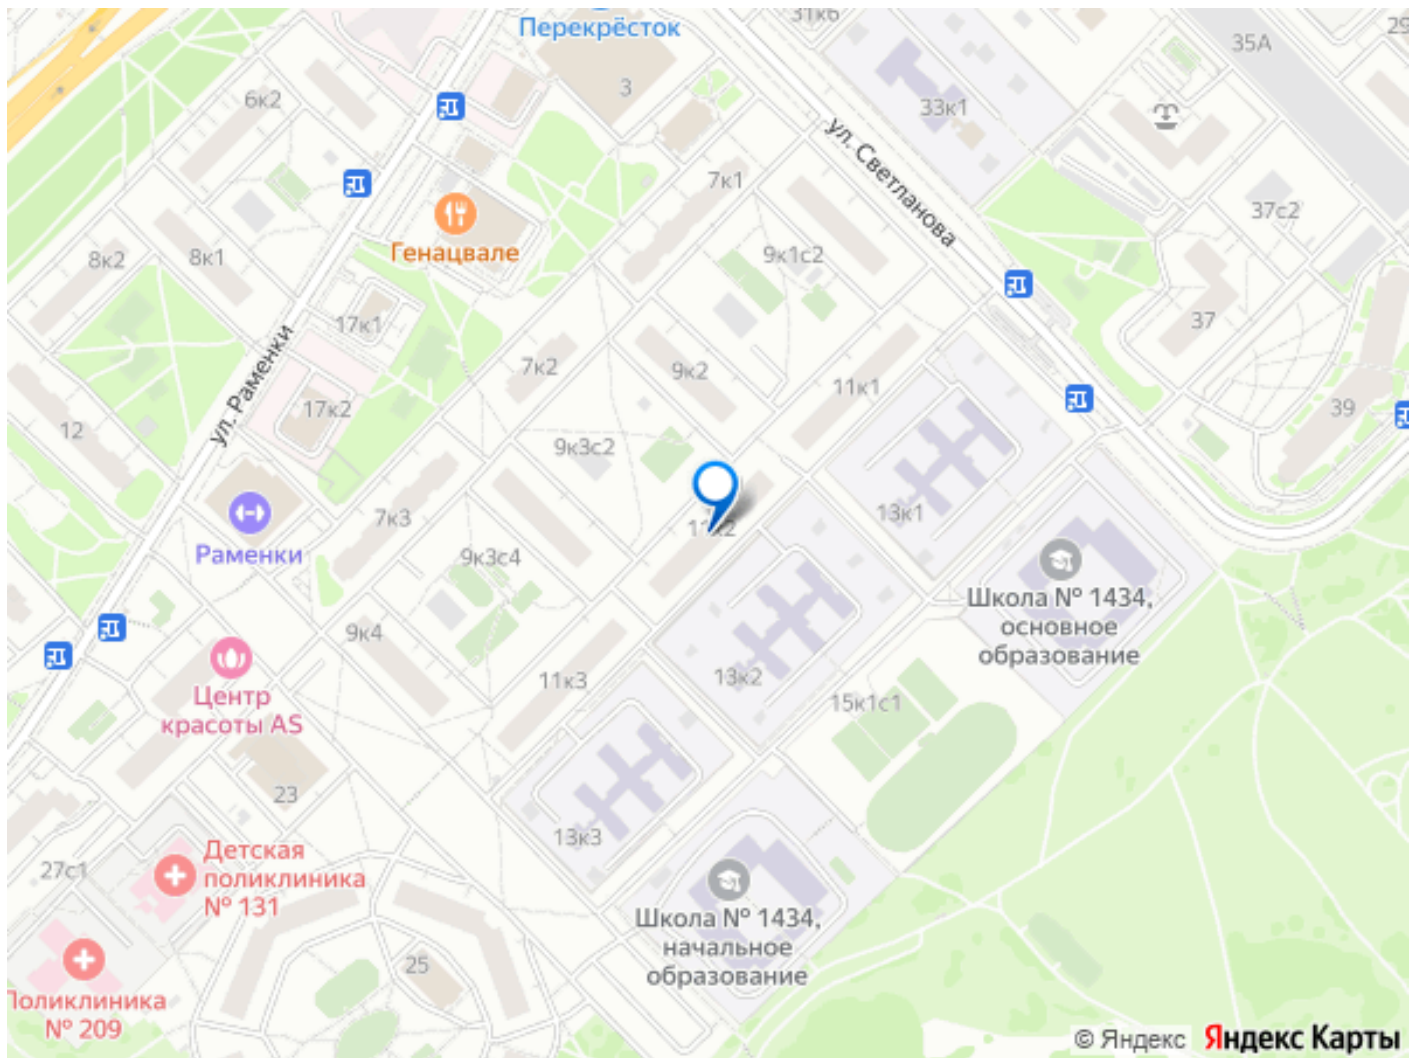 31к6
Перекрёсток
29
35А
3
6к2
33к1
ул. Светланова
7к1
37с2
Генацвале
8к2
8к1
9к1с2
17к1
37
ул. Раменки
7к2
9к2
11к1
17к2
39
12
9к3с2
7к3
11к2
13к1
Раменки
9к3с4
Школа № 1434,
основное
образование
9к4
11к3
13к2
15к1с1
Центр
красоты AS
23
13к3
27с1
Детская
поликлиника
№ 131
Школа № 1434,
начальное
образование
25
Поликлиника
№ 209
© Яндекс Яндекс Карты